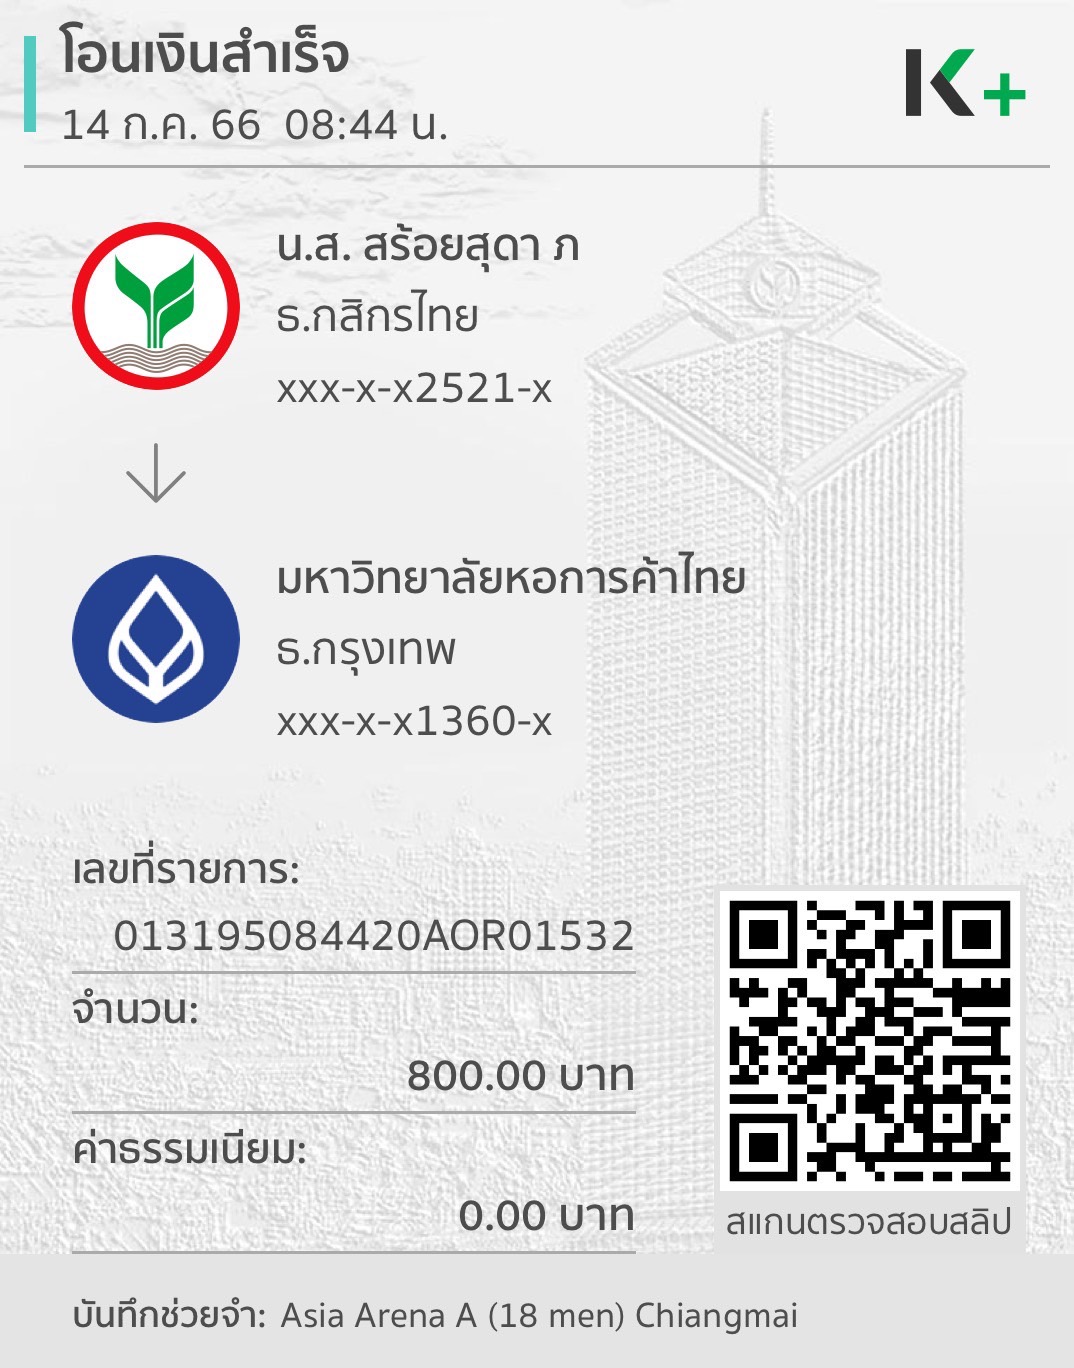 โอนเงินสำเร็จ
14 ก.ค. 66  08:44 น.
K+
น.ส. สร้อยสุดา ภ
ธ.กสิกรไทย
xxx-x-x2521-x
มหาวิทยาลัยหอการค้าไทย
ธ.กรุงเทพ
xxx-x-x1360-x
เลขที่รายการ:
013195084420AOR01532
จำนวน:
800.00 บาท
ค่าธรรมเนียม:
0.00 บาท
สแกนตรวจสอบสลิป
บันทึกช่วยจำ: Asia Arena A (18 men) Chiangmai